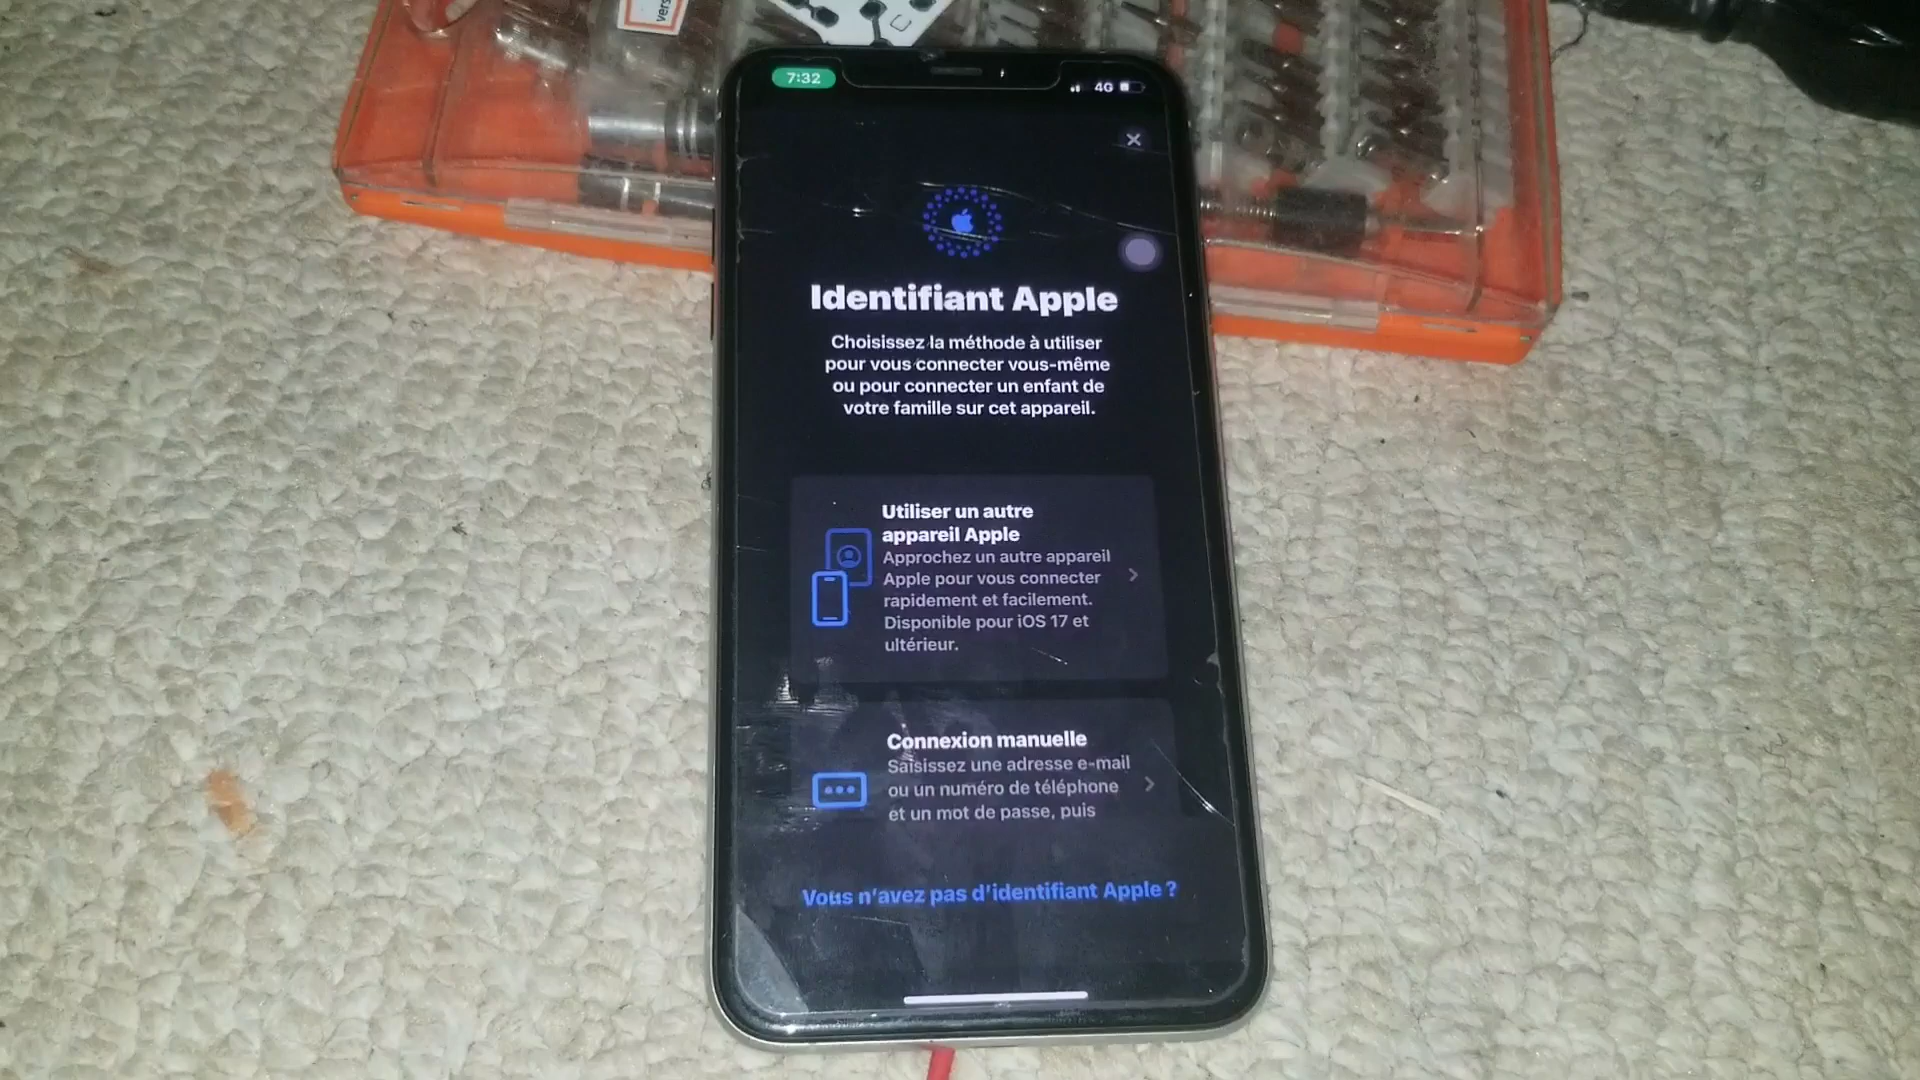 vers
7:32
4G
Identifiant Apple
Choisissez la méthode à utiliser
pour vous connecter vous-même
ou pour connecter un enfant de
votre famille sur cet appareil.
Utiliser un autre
appareil Apple
Approchez un autre appareil
Apple pour vous connecter
rapidement et facilement.
Disponible pour iOS 17 et
ultérieur.
Connexion manuelle
Saisissez une adresse e-mail
ou un numéro de téléphone
et un mot de passe, puis
Vous n'avez pas d'identifiant Apple ?